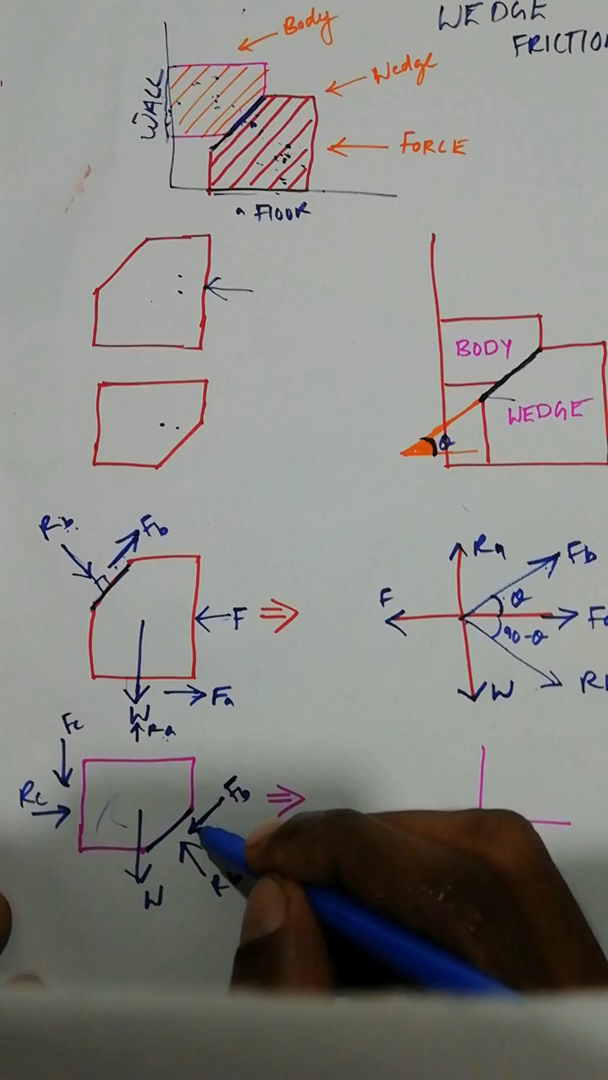 WEDGE
FRICTION
Body
Wedge
WALL
FORCE
FLOOR
BODY
WEDGE
θ
Rb
Fb
F
W
Fa
Ra
Ra
Fb
F
θ
90-θ
W
Fc
Rc
Fb
W